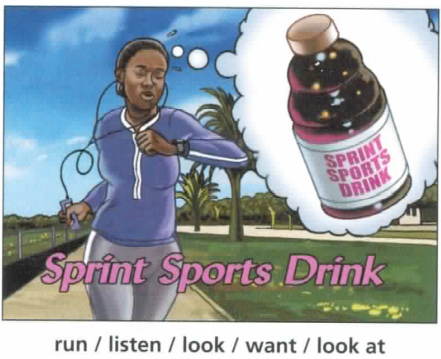 SPRINT
SPORTS
DRINK
Sprint Sports Drink
run / listen / look / want / look at